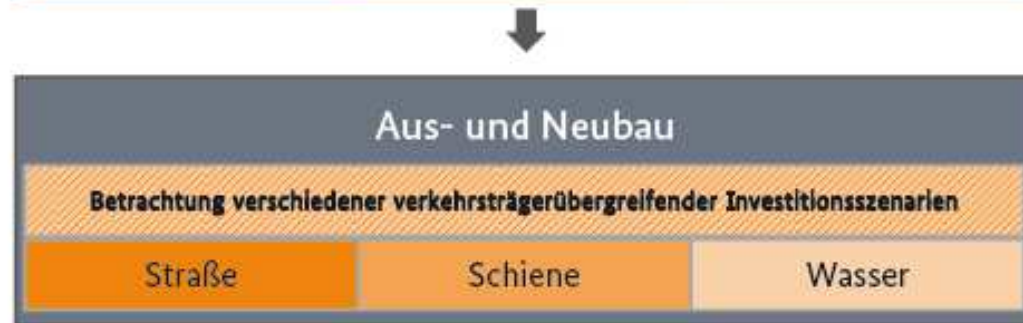 Aus- und Neubau
Betrachtung verschiedener verkehrsträgerübergreifender Investitionsszenarien
Straße Schiene Wasser